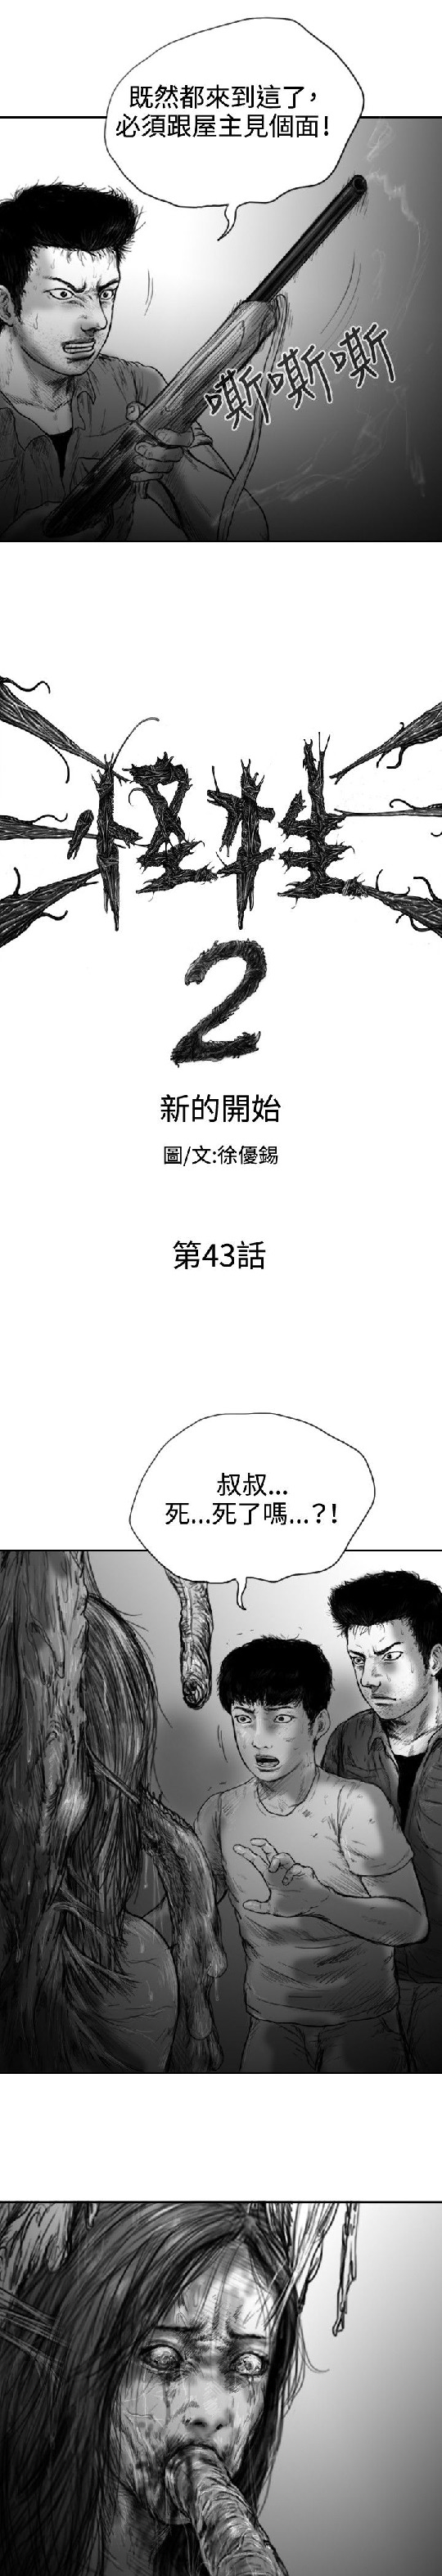 既然都來到這了，
必須跟屋主見個面!
嘶嘶嘶
怪物
2
新的開始
圖/文:徐優錫
第43話
叔叔...
死...死了嗎...?!